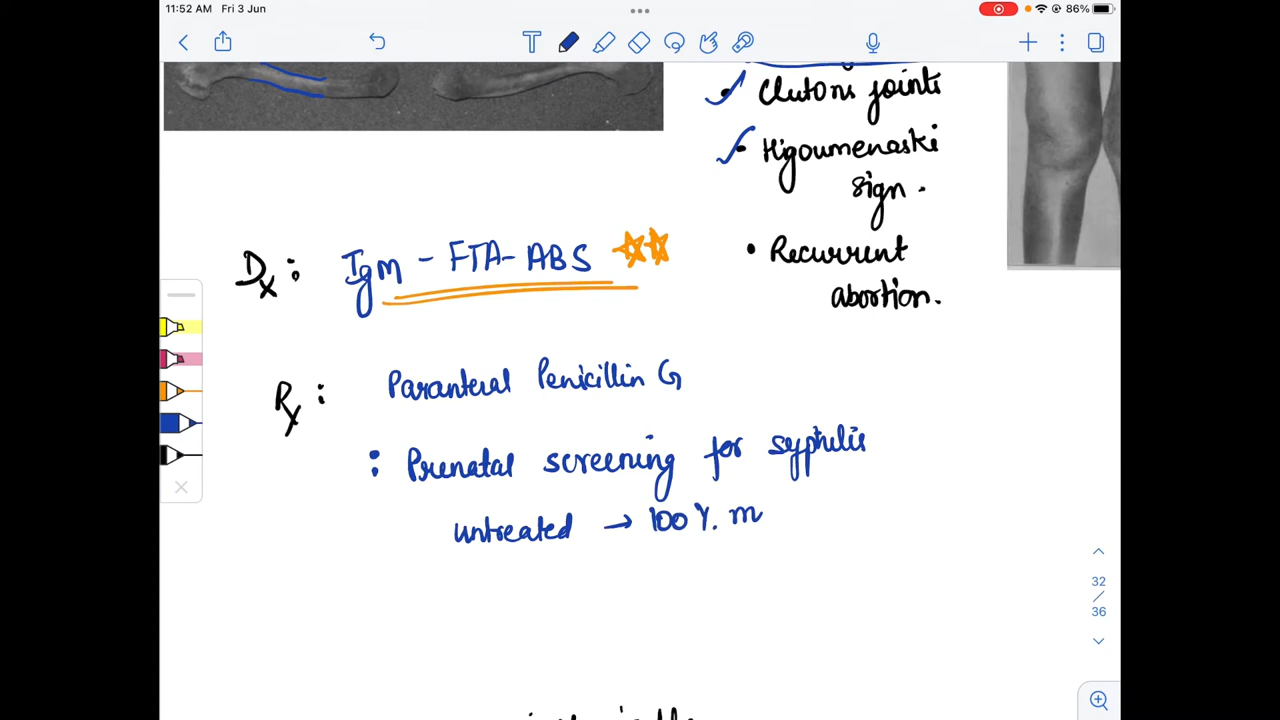 11:52 AM Fri 3 Jun
86%
T
Clutons joints
Higoumenaski
sign.
Recurrent
abortion.
Dx: Igm - FTA-ABS
Rx: Paranteral Penicillin G
: Prenatal screening for syphilis
untreated → 100%. m
32
/
36